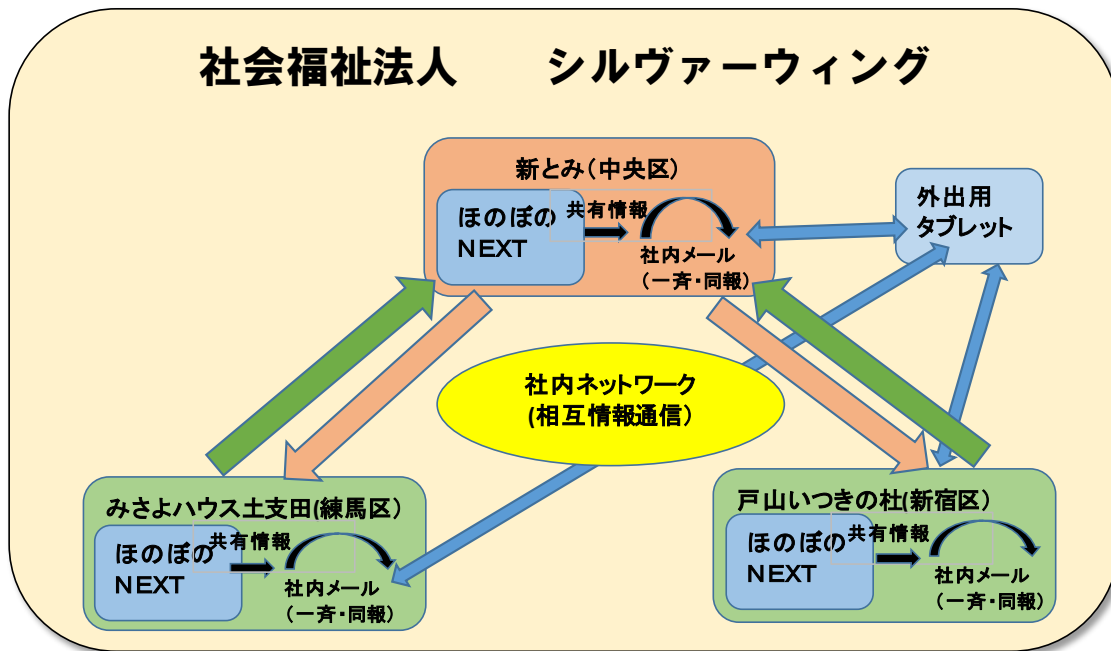 社会福祉法人　　シルヴァーウィング
新とみ（中央区）
ほのぼの
NEXT
共有情報
社内メール
（一斉・同報）
外出用
タブレット
社内ネットワーク
(相互情報通信）
みさよハウス土支田(練馬区）
ほのぼの
NEXT
共有情報
社内メール
（一斉・同報）
戸山いつきの杜(新宿区）
ほのぼの
NEXT
共有情報
社内メール
（一斉・同報）